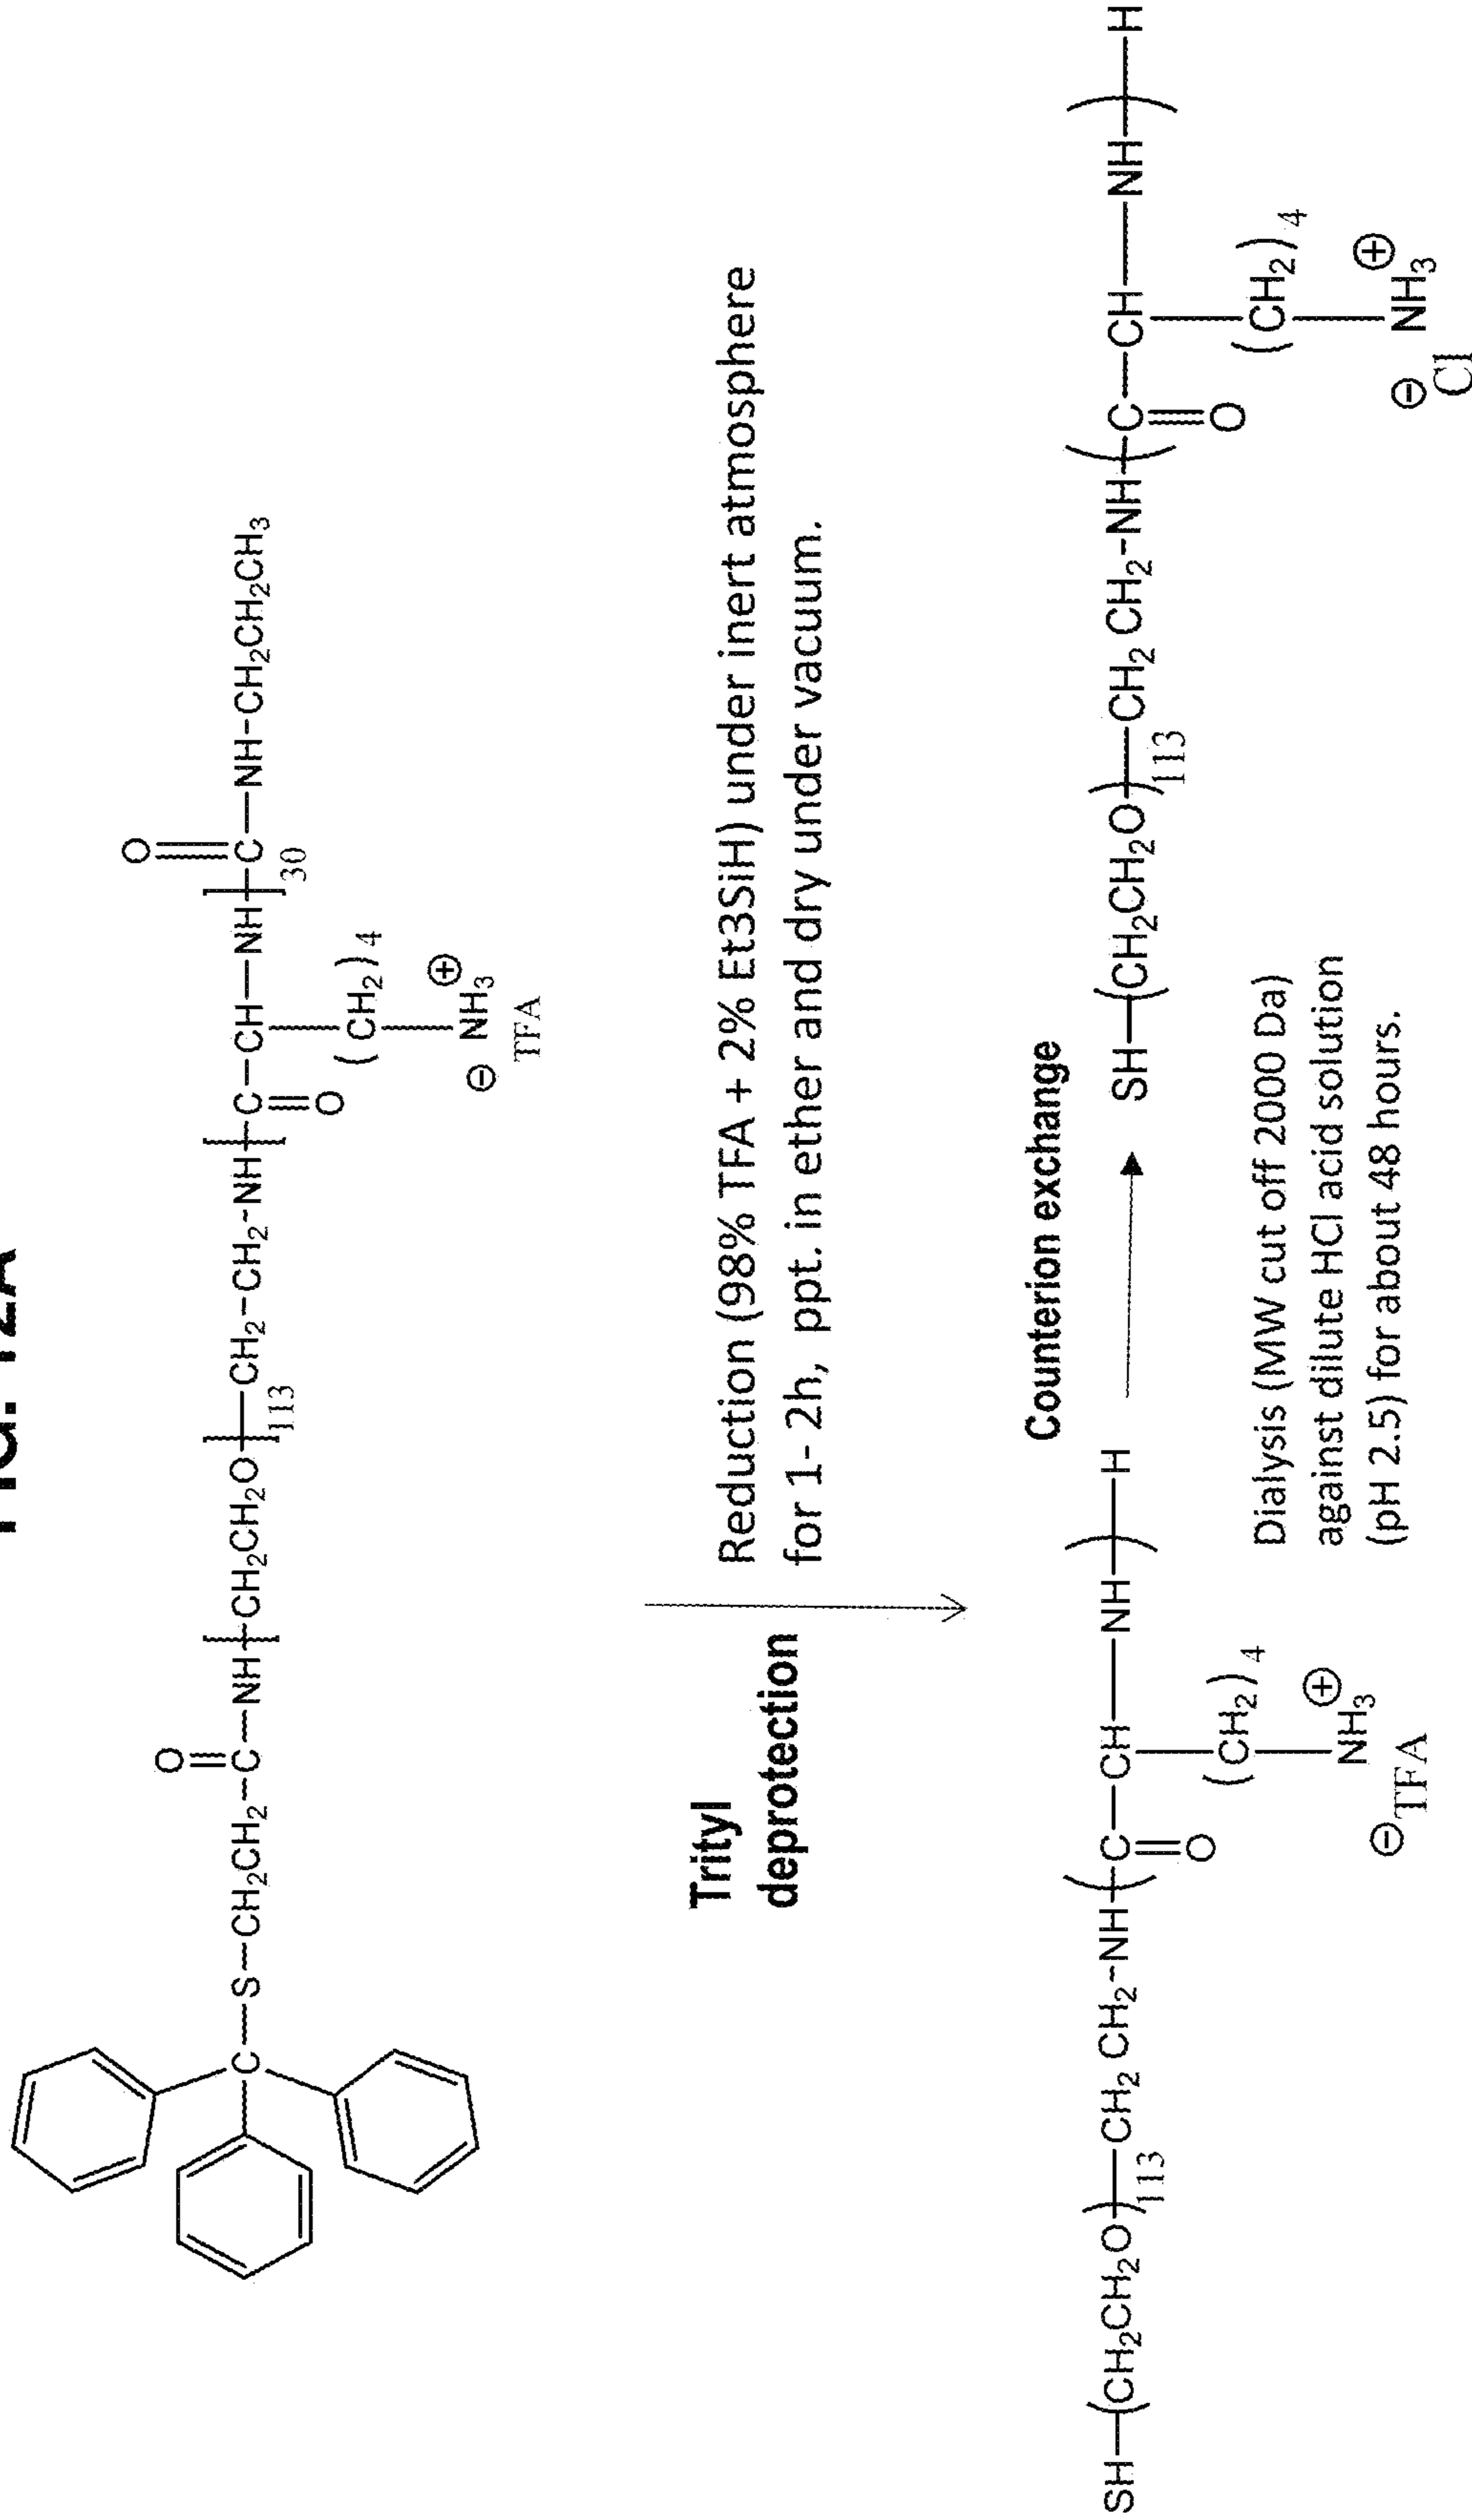 FIG. 12A
O O
C—S—CH2CH2–C–NH—[CH2CH2O]113—CH2–CH2–NH—[C–CH—NH]30—C—NH–CH2CH2CH3
O (CH2)4
⊖ NH3 ⊕
TFA
Trityl
deprotection
Reduction (98% TFA + 2% Et3SiH) under inert atmosphere
for 1- 2h, ppt. in ether and dry under vacuum.
Counterion exchange
SH—(CH2CH2O)113—CH2 CH2–NH—(C—CH—NH)—H
O (CH2)4
NH3 ⊕
⊖ TFA
Dialysis (MW cut off 2000 Da)
against dilute HCl acid solution
(pH 2.5) for about 48 hours.
SH—(CH2CH2O)113—CH2 CH2–NH—(C—CH—NH)—H
O (CH2)4
⊖ NH3 ⊕
Cl